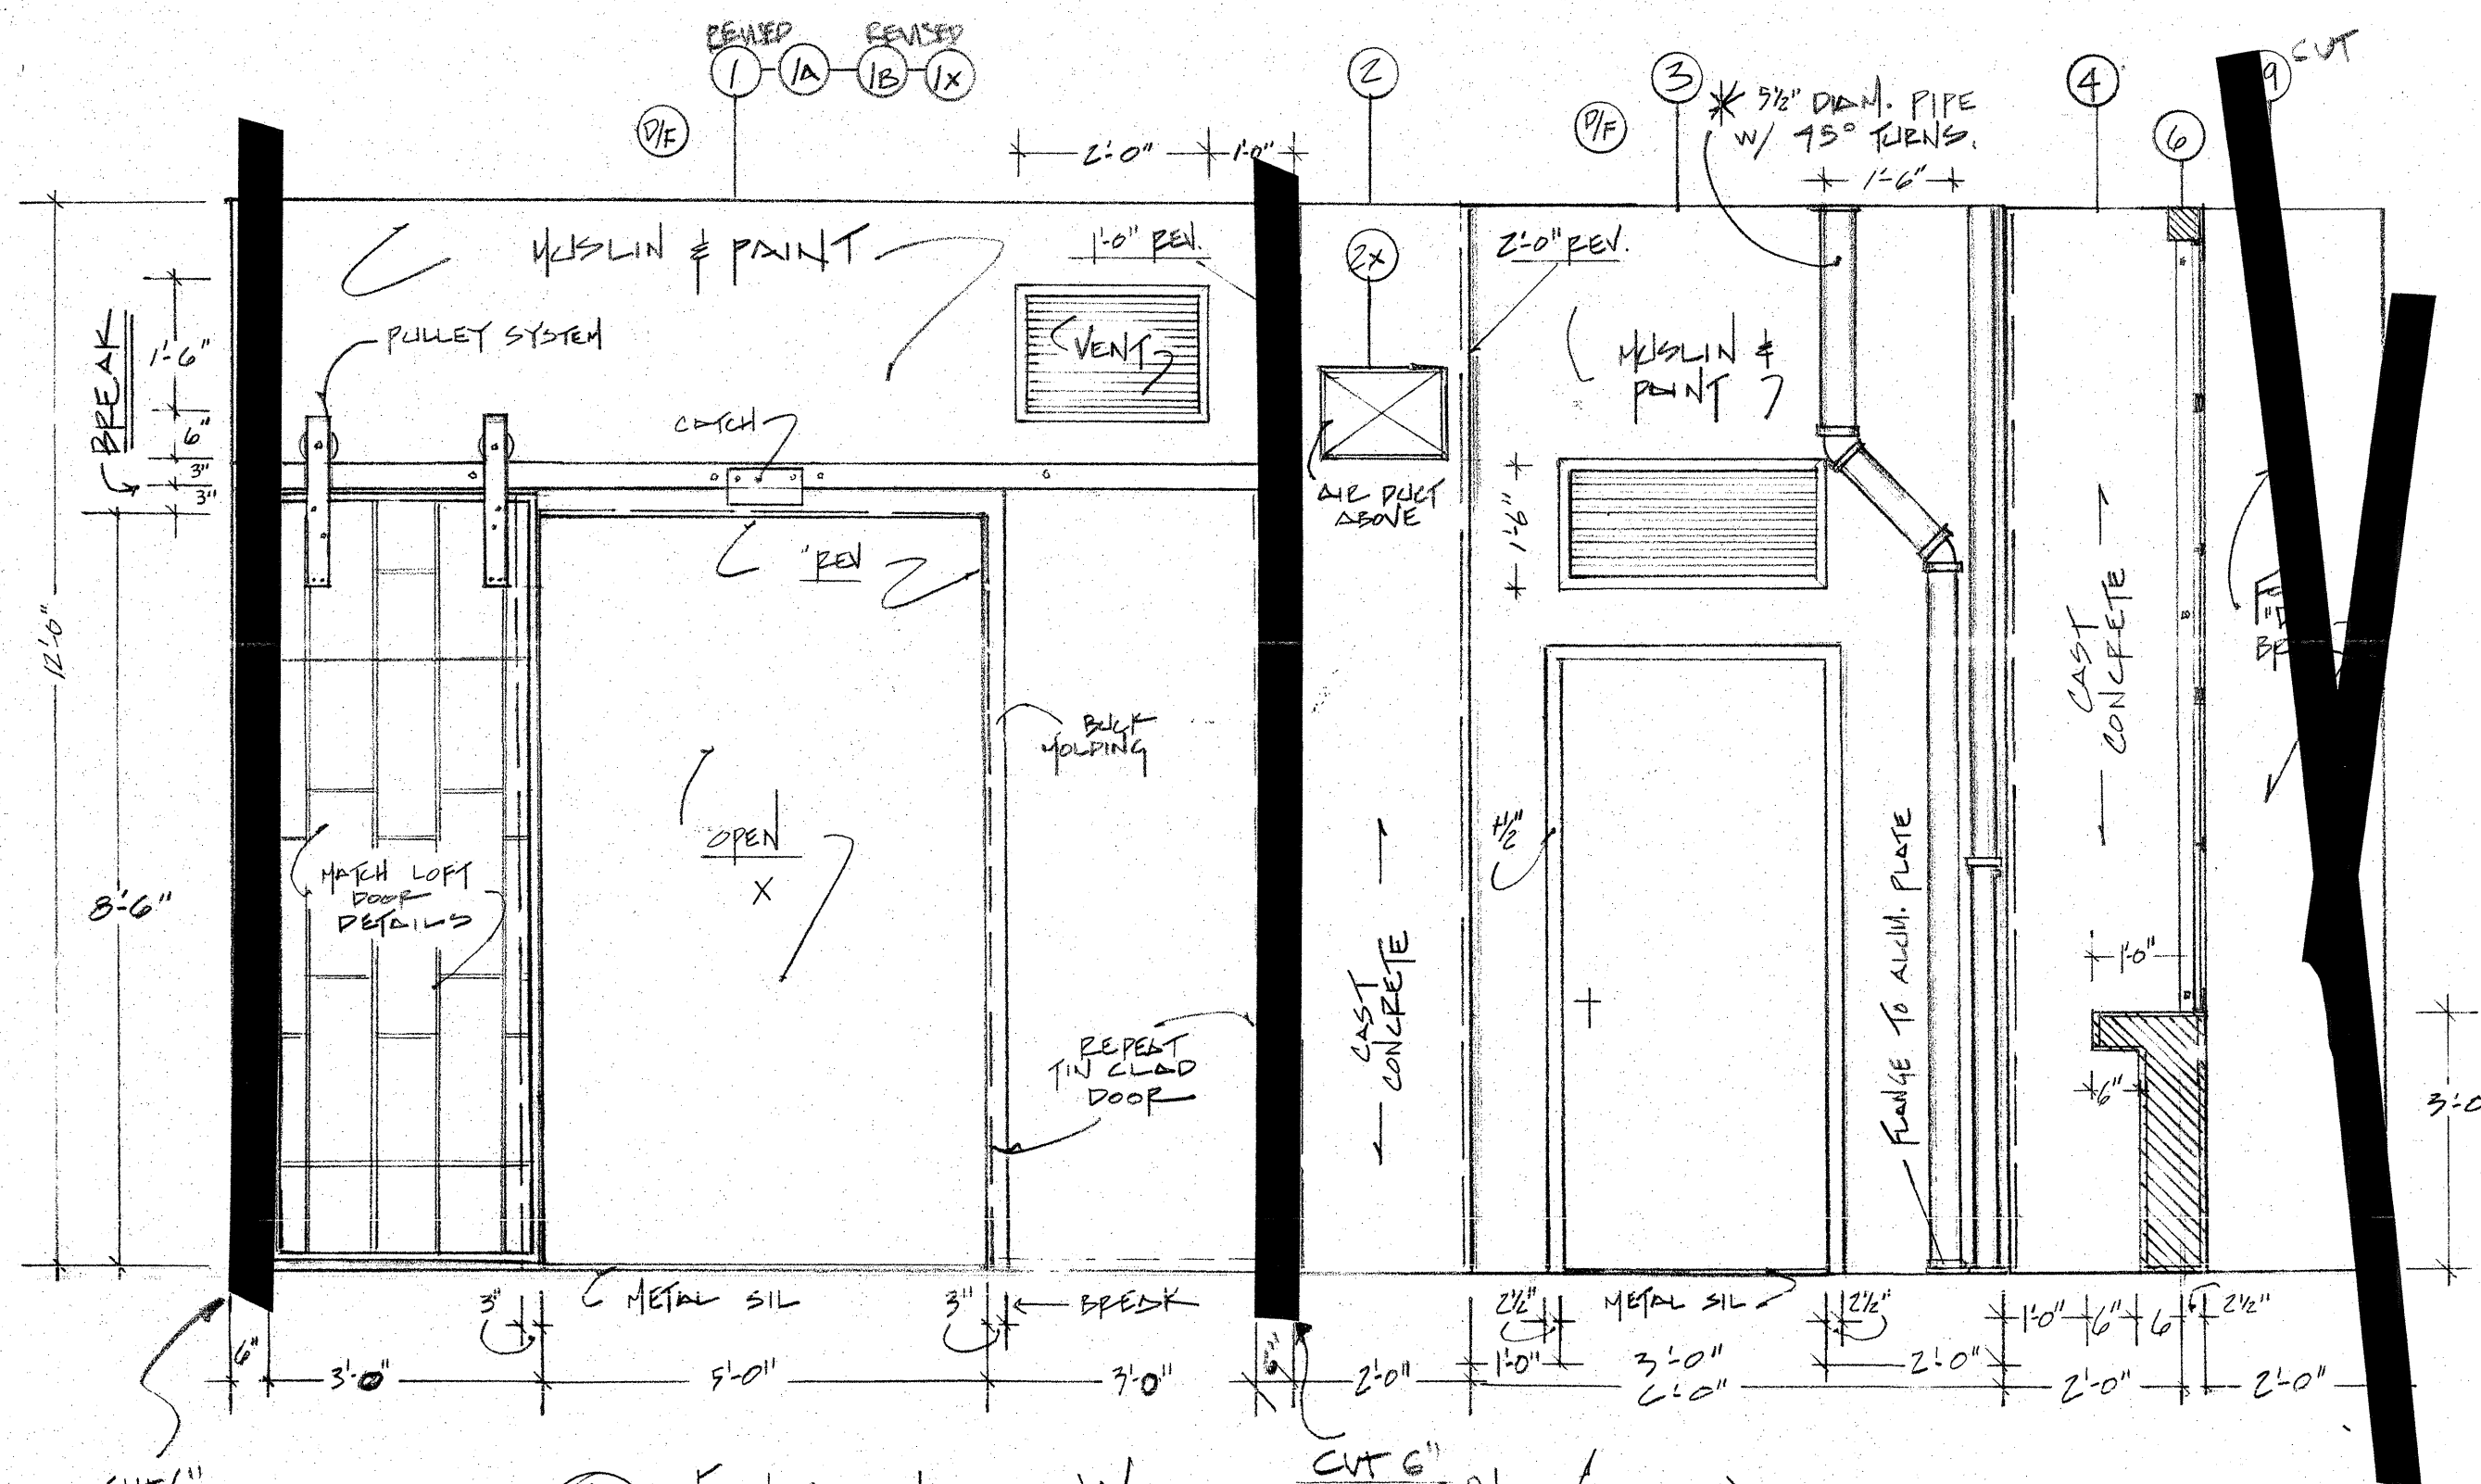 REVISED
REVISED
1
1A
1B
1X
2
3
4
6
9
CUT
D/F
D/F
* 5½" DIAM. PIPE
W/ 45° TURNS.
2'-0"
1'-0"
1'-6"
MUSLIN & PAINT
1'-0" REV.
2X
2'-0" REV.
PULLEY SYSTEM
VENT
MUSLIN &
PAINT
BREAK
1'-6"
6"
3"
3"
CATCH
AIR DUCT
ABOVE
1'-6"
"REV
12'-0"
8'-6"
BUCK
MOLDING
OPEN
X
MATCH LOFT
DOOR
DETAILS
REPEAT
TIN CLAD
DOOR
CAST
CONCRETE
FLANGE TO ALUM. PLATE
CAST
CONCRETE
1'-0"
6"
METAL SIL
3"
3"
BREAK
2½"
METAL SIL
2½"
1'-0"
6"
6
2½"
6"
3'-0"
5'-0"
3'-0"
2'-0"
1'-0"
3'-0"
2'-0"
6'-0"
2'-0"
2'-0"
CUT 6"